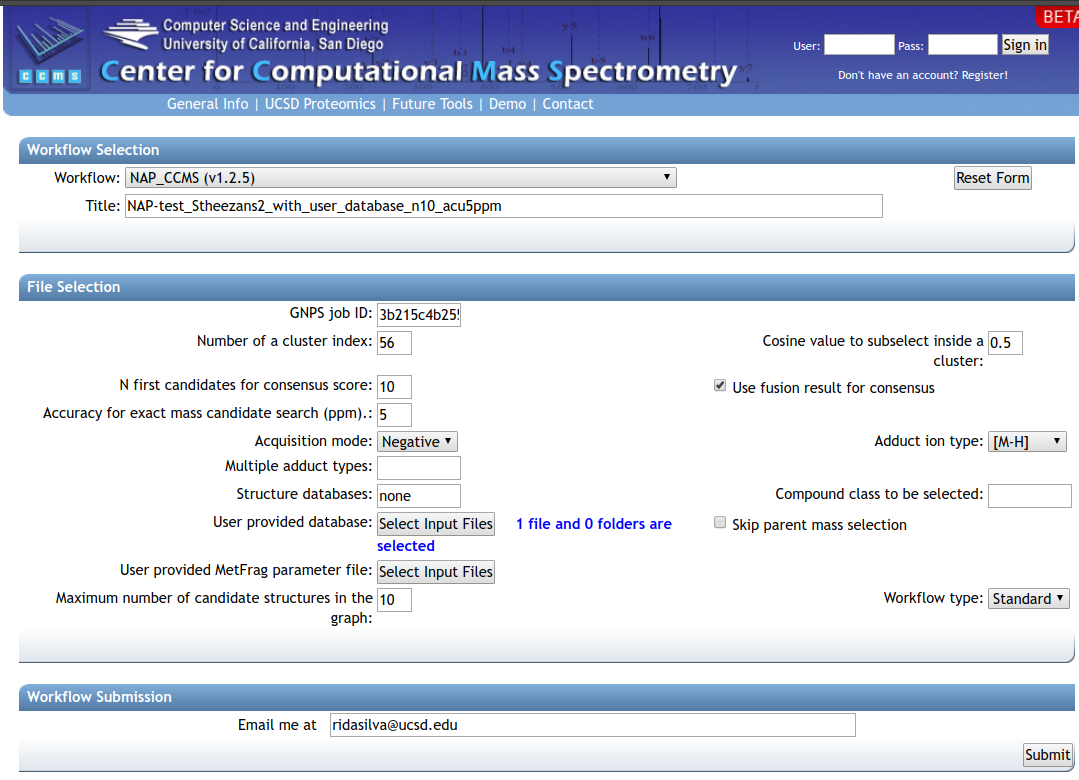 BETA
Computer Science and Engineering
University of California, San Diego
Center for Computational Mass Spectrometry
User: Pass: Sign in
Don't have an account? Register!
c c m s
General Info | UCSD Proteomics | Future Tools | Demo | Contact
Workflow Selection
Workflow: NAP_CCMS (v1.2.5) Reset Form
Title: NAP-test_Stheezans2_with_user_database_n10_acu5ppm
File Selection
GNPS job ID: 3b215c4b25
Number of a cluster index: 56 Cosine value to subselect inside a cluster: 0.5
N first candidates for consensus score: 10 Use fusion result for consensus
Accuracy for exact mass candidate search (ppm).: 5
Acquisition mode: Negative Adduct ion type: [M-H]
Multiple adduct types:
Structure databases: none Compound class to be selected:
User provided database: Select Input Files 1 file and 0 folders are selected Skip parent mass selection
User provided MetFrag parameter file: Select Input Files
Maximum number of candidate structures in the graph: 10 Workflow type: Standard
Workflow Submission
Email me at ridasilva@ucsd.edu
Submit